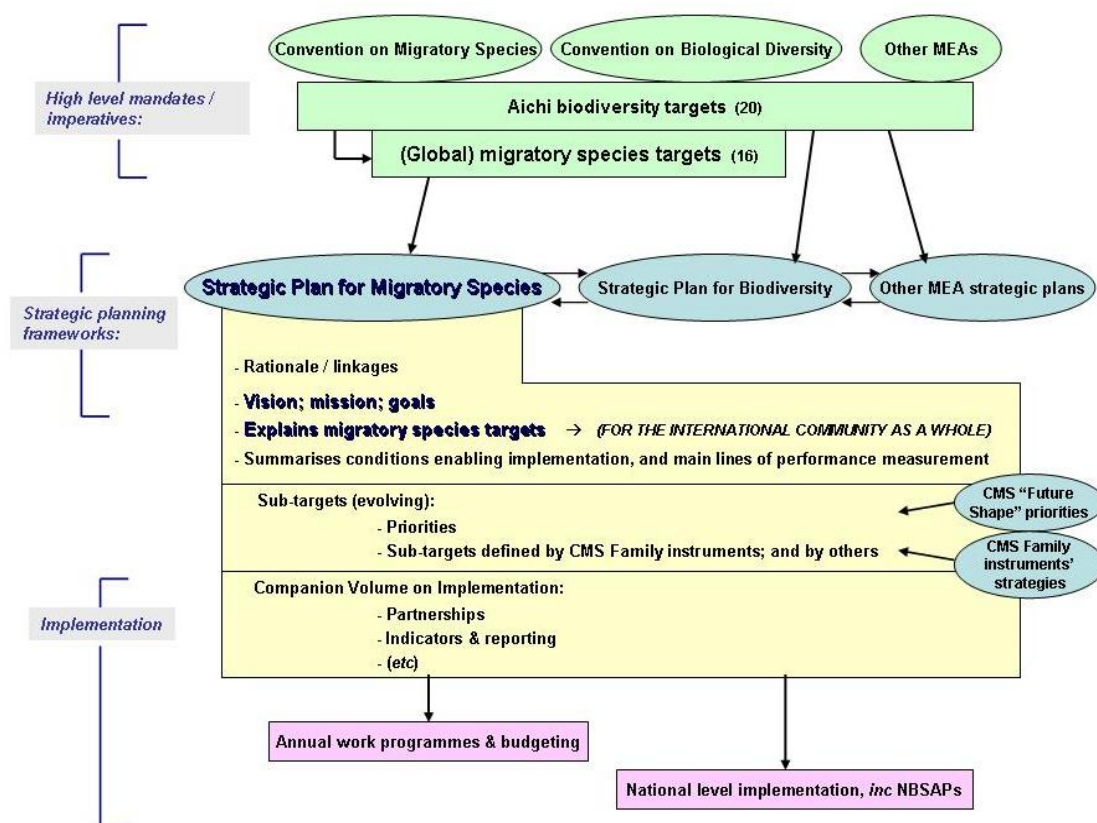 Convention on Migratory Species
Convention on Biological Diversity
Other MEAs
High level mandates /
imperatives:
Aichi biodiversity targets (20)
(Global) migratory species targets (16)
Strategic planning
frameworks:
Strategic Plan for Migratory Species
Strategic Plan for Biodiversity
Other MEA strategic plans
- Rationale / linkages
- Vision; mission; goals
- Explains migratory species targets → (FOR THE INTERNATIONAL COMMUNITY AS A WHOLE)
- Summarises conditions enabling implementation, and main lines of performance measurement
Sub-targets (evolving):
- Priorities
- Sub-targets defined by CMS Family instruments; and by others
CMS “Future
Shape” priorities
CMS Family
instruments’
strategies
Implementation
Companion Volume on Implementation:
- Partnerships
- Indicators & reporting
- (etc)
Annual work programmes & budgeting
National level implementation, inc NBSAPs